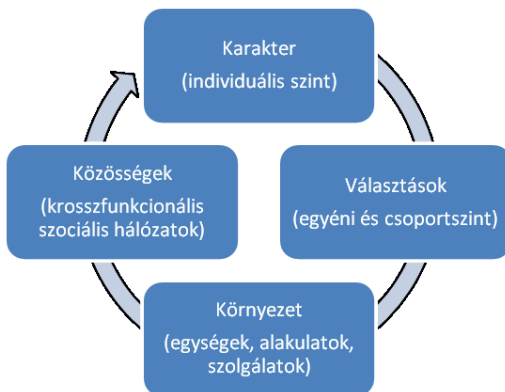 Karakter
(individuális szint)
Választások
(egyéni és csoportszint)
Környezet
(egységek, alakulatok,
szolgálatok)
Közösségek
(krosszfunkcionális
szociális hálózatok)